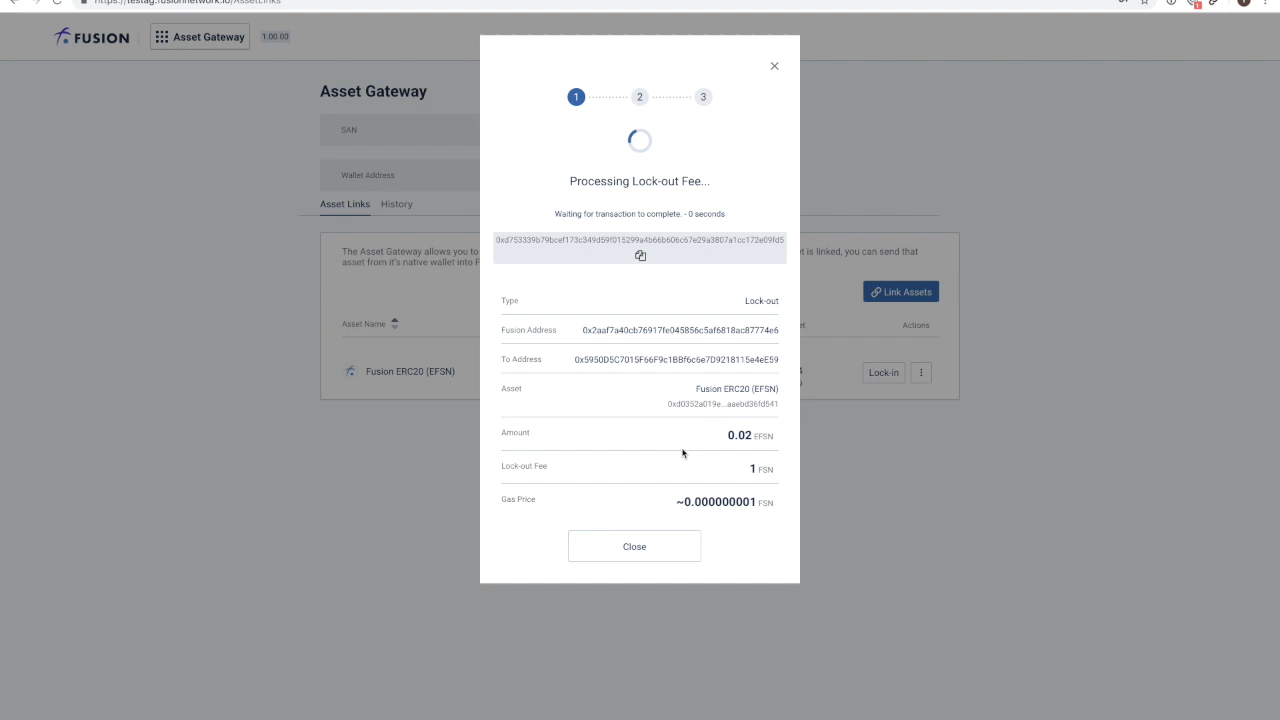 https://testag.fusionnetwork.io/AssetLinks
FUSION
Asset Gateway
1.00.00
Asset Gateway
SAN
Wallet Address
Asset Links
History
The Asset Gateway allows you to
et is linked, you can send that
asset from it's native wallet into F
Link Assets
Asset Name
et
Actions
Fusion ERC20 (EFSN)
Lock-in
1
2
3
Processing Lock-out Fee...
Waiting for transaction to complete. - 0 seconds
0xd753339b79bcef173c349d59f015299a4b66b606c67e29a3807a1cc172e09fd5
Type
Lock-out
Fusion Address
0x2aaf7a40cb76917fe045856c5af6818ac87774e6
To Address
0x5950D5C7015F66F9c1BBf6c6e7D9218115e4eE59
Asset
Fusion ERC20 (EFSN)
0xd0352a019e...aaebd36fd541
Amount
0.02 EFSN
Lock-out Fee
1 FSN
Gas Price
~0.000000001 FSN
Close